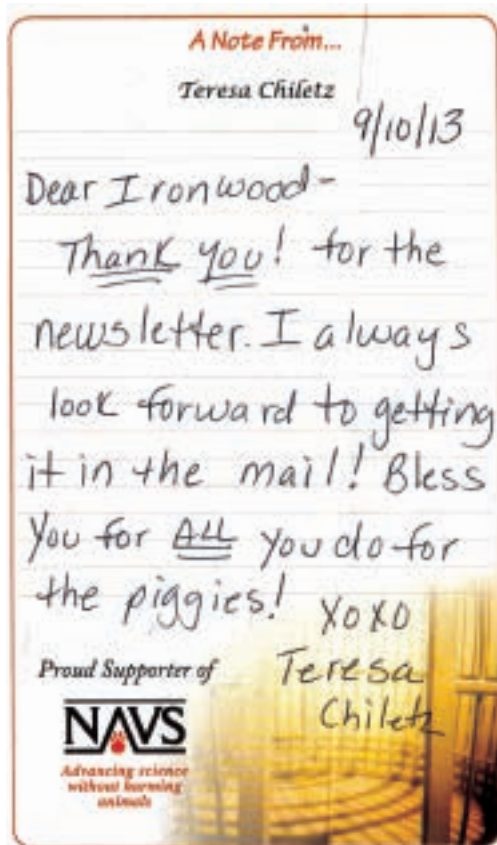 A Note From...
Teresa Chiletz
9/10/13
Dear Ironwood-
Thank you! for the
newsletter. I always
look forward to getting
it in the mail! Bless
You for ALL you do for
the piggies!
XOXO
Teresa
Chiletz
Proud Supporter of
NAVS
Advancing science
without harming
animals